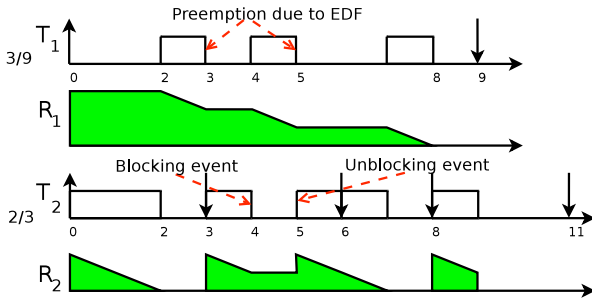 Preemption due to EDF
T1
3/9
0 2 3 4 5 8 9
R1
Blocking event Unblocking event
T2
2/3
0 2 3 4 5 6 8 11
R2